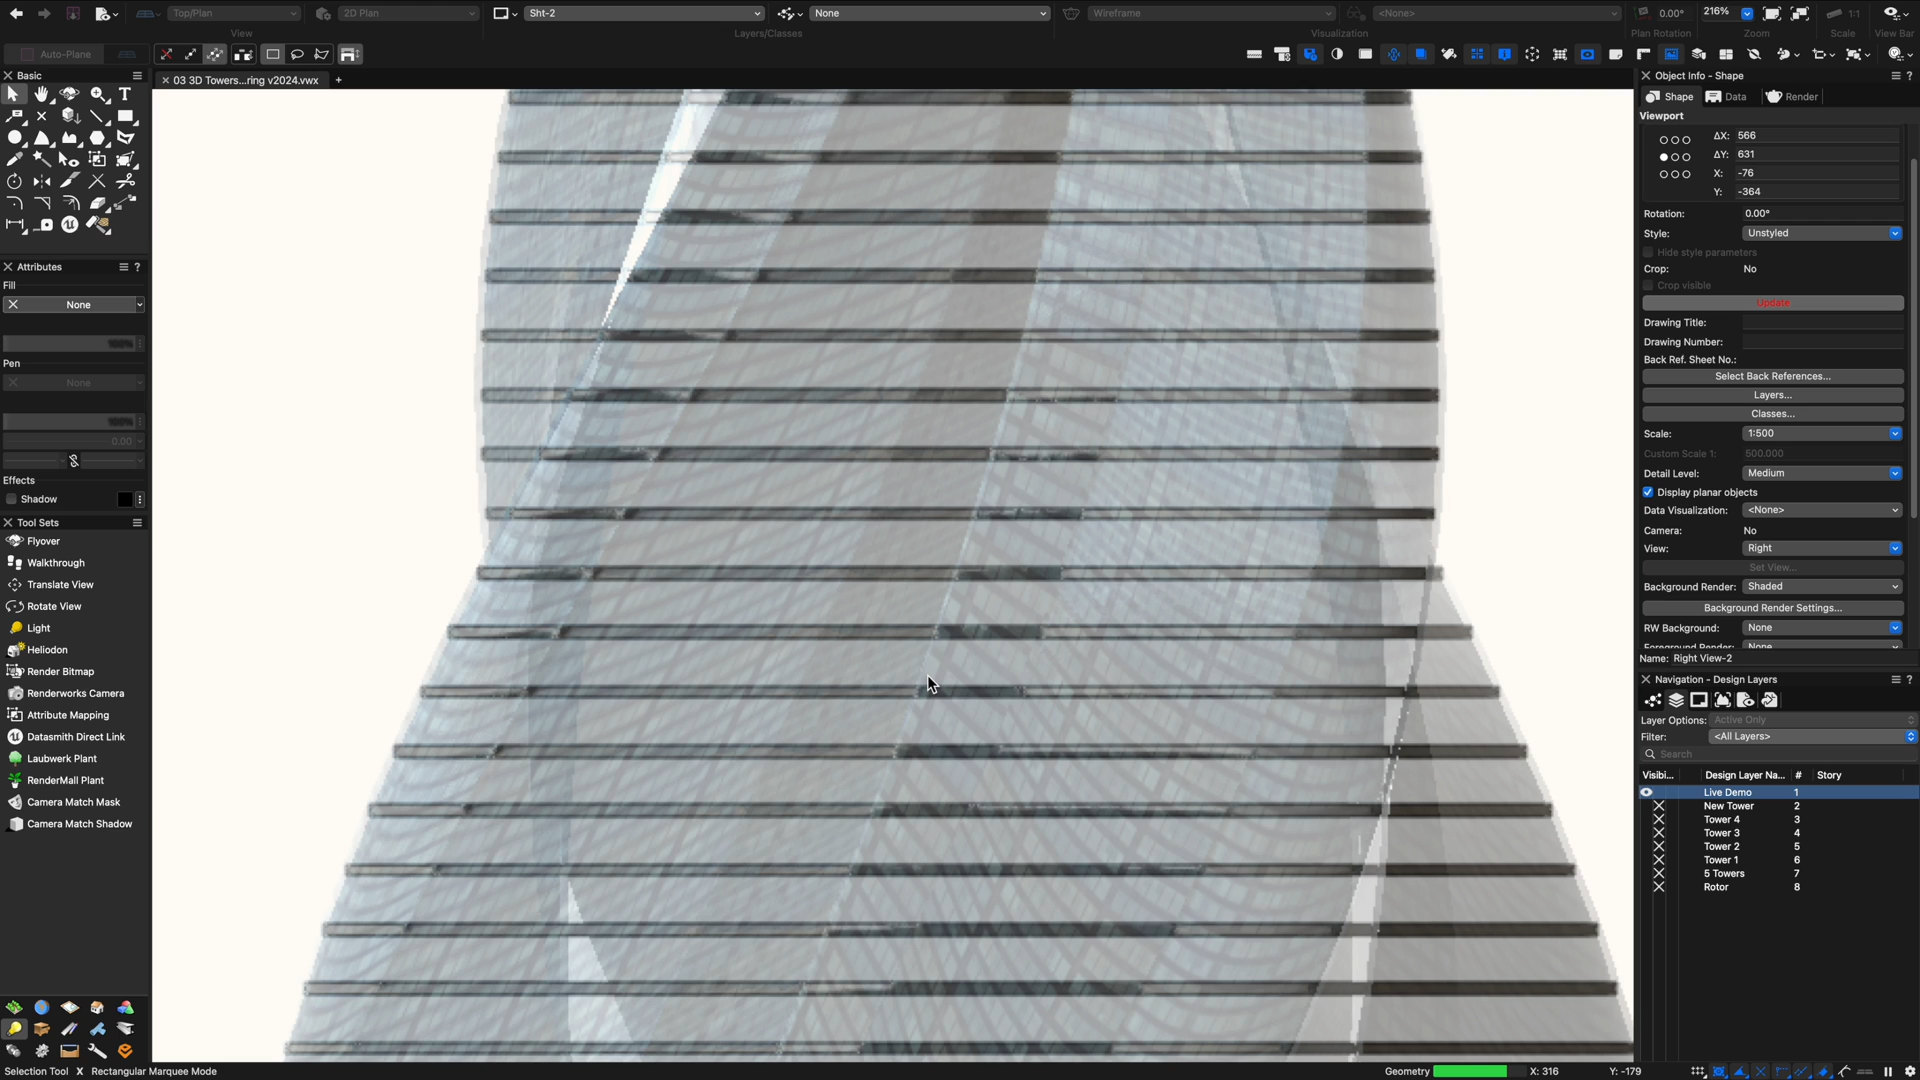 Top/Plan
2D Plan
Sht-2
None
Wireframe
<None>
0.00°
216%
1:1
View
Layers/Classes
Visualization
Plan Rotation
Zoom
Scale
View Bar
Auto-Plane
Basic
03 3D Towers...ring v2024.vwx
+
Attributes
?
Fill
None
100%
Pen
None
100%
0.00
Effects
Shadow
Tool Sets
Flyover
Walkthrough
Translate View
Rotate View
Light
Heliodon
Render Bitmap
Renderworks Camera
Attribute Mapping
Datasmith Direct Link
Laubwerk Plant
RenderMall Plant
Camera Match Mask
Camera Match Shadow
Selection Tool X Rectangular Marquee Mode
Geometry
X: 316
Y: -179
Object Info - Shape
?
Shape
Data
Render
Viewport
ΔX: 566
ΔY: 631
X: -76
Y: -364
Rotation: 0.00°
Style: Unstyled
Hide style parameters
Crop: No
Crop visible
Update
Drawing Title:
Drawing Number:
Back Ref. Sheet No.:
Select Back References...
Layers...
Classes...
Scale: 1:500
Custom Scale 1: 500.000
Detail Level: Medium
Display planar objects
Data Visualization: <None>
Camera: No
View: Right
Set View...
Background Render: Shaded
Background Render Settings...
RW Background: None
Foreground Render: None
Name: Right View-2
Navigation - Design Layers
?
Layer Options: Active Only
Filter: <All Layers>
Search
Visibi... Design Layer Na... # Story
Live Demo 1
New Tower 2
Tower 4 3
Tower 3 4
Tower 2 5
Tower 1 6
5 Towers 7
Rotor 8